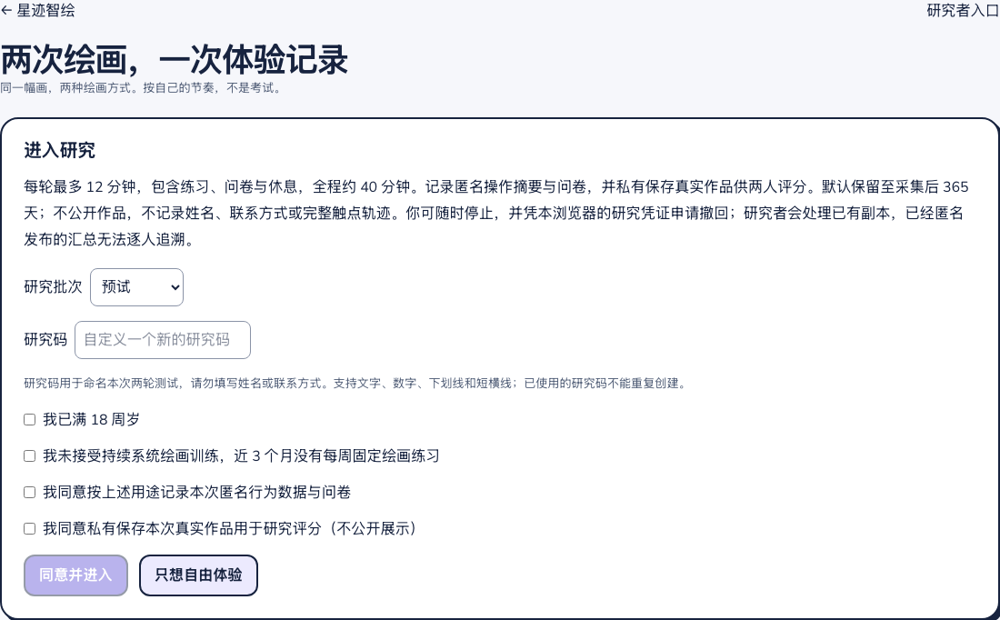 ← 星迹智绘
研究者入口
两次绘画，一次体验记录
同一幅画，两种绘画方式。按自己的节奏，不是考试。
进入研究
每轮最多 12 分钟，包含练习、问卷与休息，全程约 40 分钟。记录匿名操作摘要与问卷，并私有保存真实作品供两人评分。默认保留至采集后 365
天；不公开作品，不记录姓名、联系方式或完整触点轨迹。你可随时停止，并凭本浏览器的研究凭证申请撤回；研究者会处理已有副本，已经匿名
发布的汇总无法逐人追溯。
研究批次 预试
研究码 自定义一个新的研究码
研究码用于命名本次两轮测试，请勿填写姓名或联系方式。支持文字、数字、下划线和短横线；已使用的研究码不能重复创建。
我已满 18 周岁
我未接受持续系统绘画训练，近 3 个月没有每周固定绘画练习
我同意按上述用途记录本次匿名行为数据与问卷
我同意私有保存本次真实作品用于研究评分（不公开展示）
同意并进入 只想自由体验